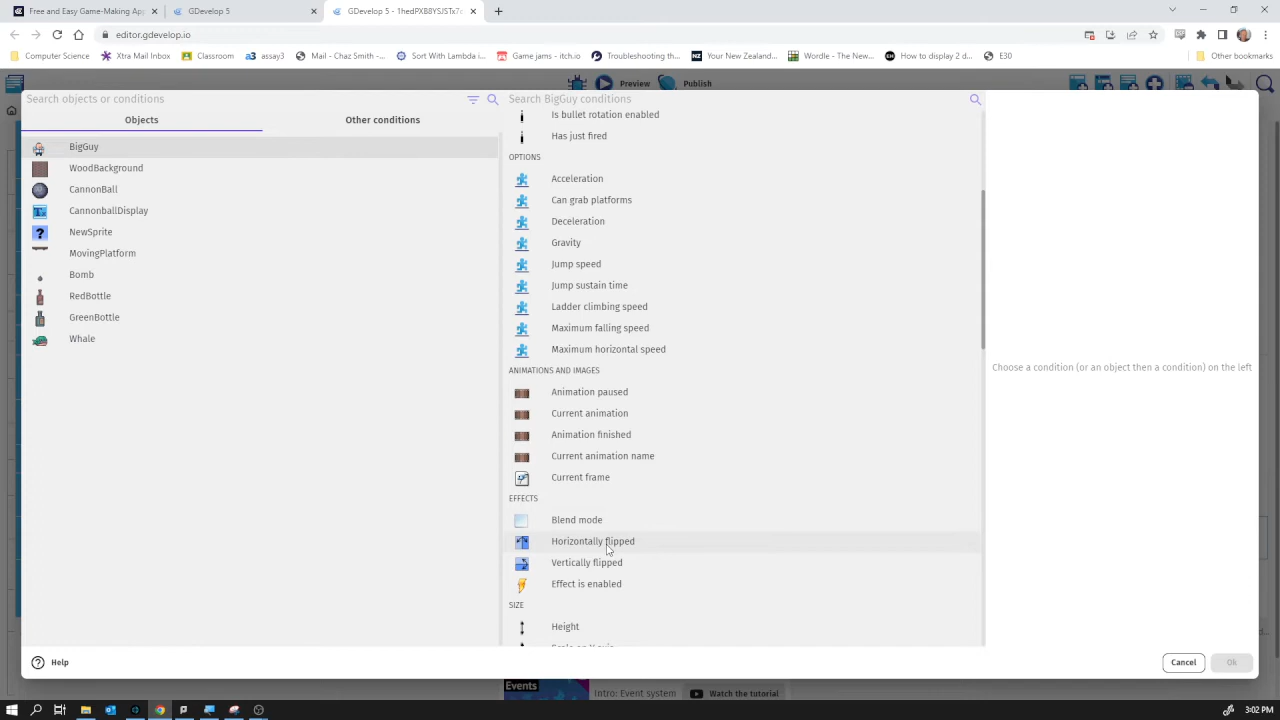 Free and Easy Game-Making App
GDevelop 5
GDevelop 5 - 1hedPXB8YSJSTx7c
editor.gdevelop.io
Computer Science
Xtra Mail Inbox
Classroom
assay3
Mail - Chaz Smith -...
Sort With Lambda i...
Game jams - itch.io
Troubleshooting th...
Your New Zealand...
Wordle - The New...
How to display 2 d...
E30
Other bookmarks
Preview
Publish
Search objects or conditions
Search BigGuy conditions
Objects
Other conditions
BigGuy
WoodBackground
CannonBall
CannonballDisplay
NewSprite
MovingPlatform
Bomb
RedBottle
GreenBottle
Whale
Is bullet rotation enabled
Has just fired
OPTIONS
Acceleration
Can grab platforms
Deceleration
Gravity
Jump speed
Jump sustain time
Ladder climbing speed
Maximum falling speed
Maximum horizontal speed
ANIMATIONS AND IMAGES
Animation paused
Current animation
Animation finished
Current animation name
Current frame
EFFECTS
Blend mode
Horizontally flipped
Vertically flipped
Effect is enabled
SIZE
Height
Choose a condition (or an object then a condition) on the left
Help
Cancel
Ok
Events
Intro: Event system
Watch the tutorial
3:02 PM